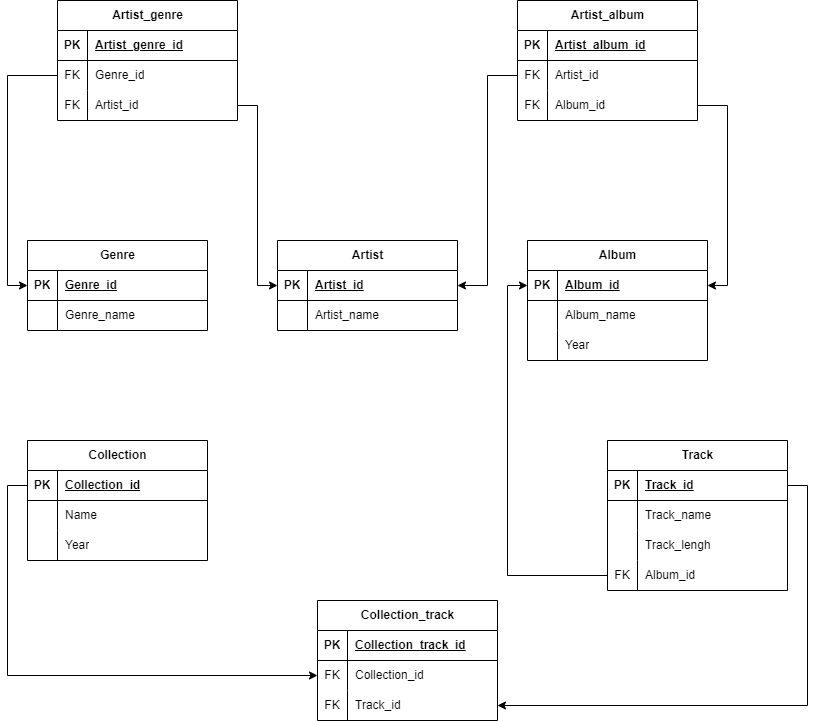 Artist_genre
PK Artist_genre_id
FK Genre_id
FK Artist_id
Artist_album
PK Artist_album_id
FK Artist_id
FK Album_id
Genre
PK Genre_id
Genre_name
Artist
PK Artist_id
Artist_name
Album
PK Album_id
Album_name
Year
Collection
PK Collection_id
Name
Year
Track
PK Track_id
Track_name
Track_lengh
FK Album_id
Collection_track
PK Collection_track_id
FK Collection_id
FK Track_id